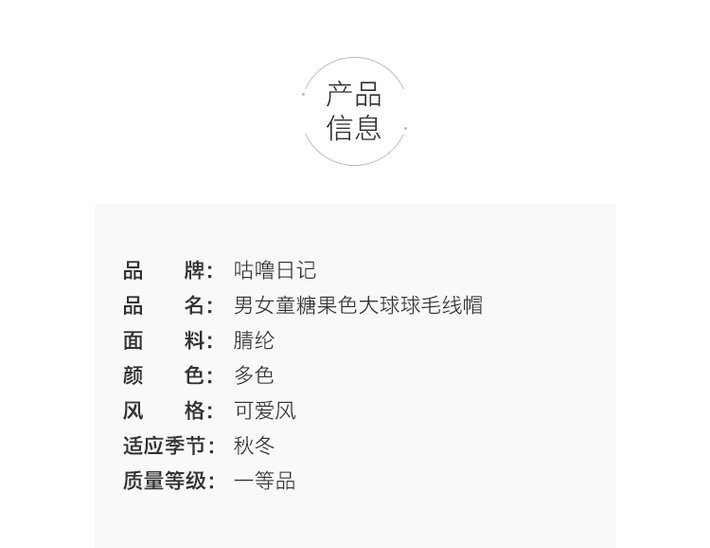 产品
信息
品 牌： 咕噜日记
品 名： 男女童糖果色大球球毛线帽
面 料： 腈纶
颜 色： 多色
风 格： 可爱风
适应季节： 秋冬
质量等级： 一等品